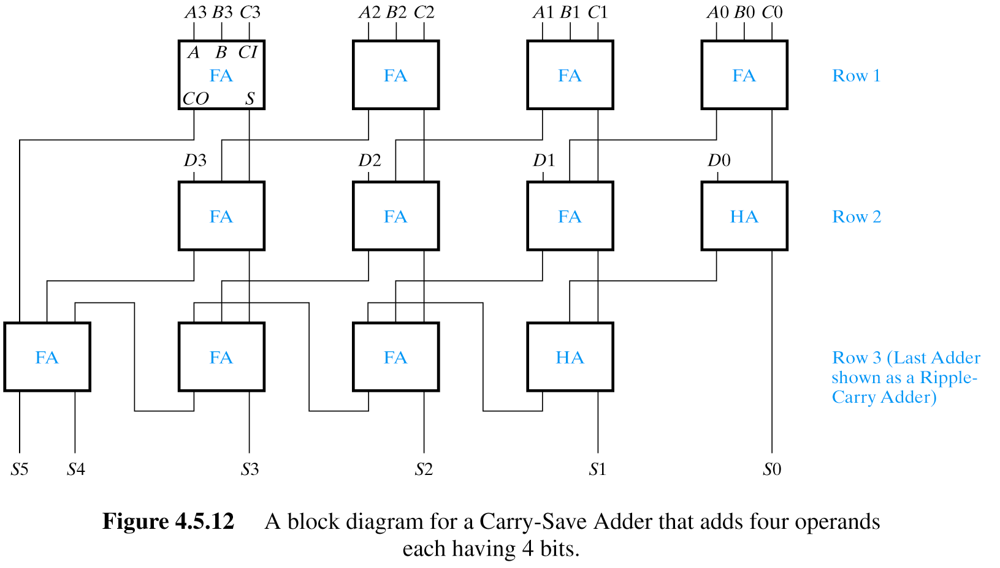 A3 B3 C3 A2 B2 C2 A1 B1 C1 A0 B0 C0
A B CI
FA FA FA FA Row 1
CO S
D3 D2 D1 D0
FA FA FA HA Row 2
FA FA FA HA Row 3 (Last Adder
shown as a Ripple-
Carry Adder)
S5 S4 S3 S2 S1 S0
Figure 4.5.12 A block diagram for a Carry-Save Adder that adds four operands
each having 4 bits.